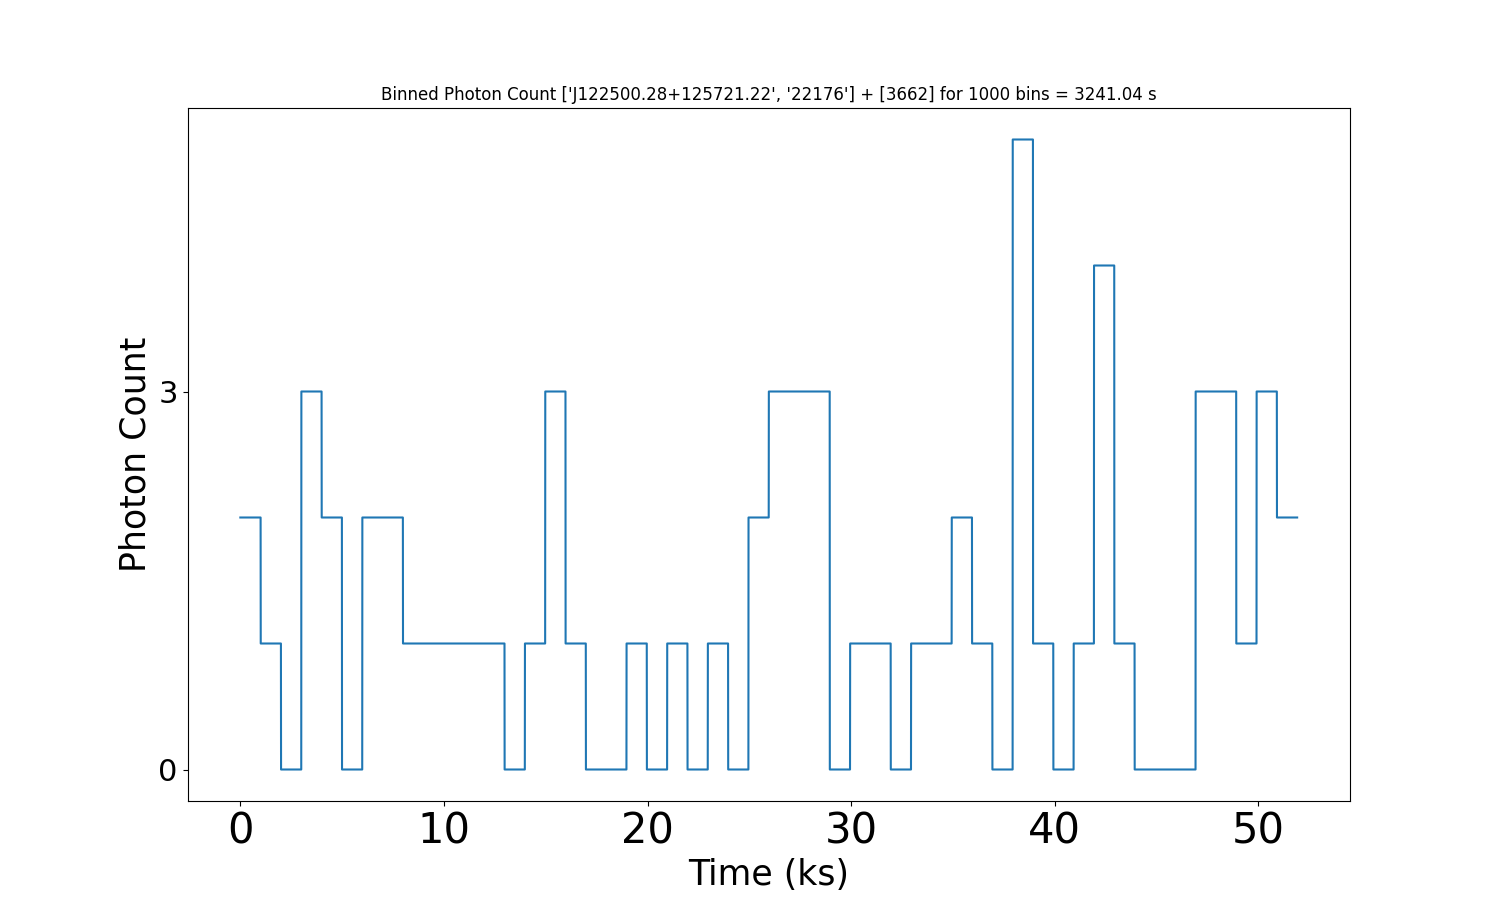 Binned Photon Count ['J122500.28+125721.22', '22176'] + [3662] for 1000 bins = 3241.04 s
Photon Count
3
0
0 10 20 30 40 50
Time (ks)